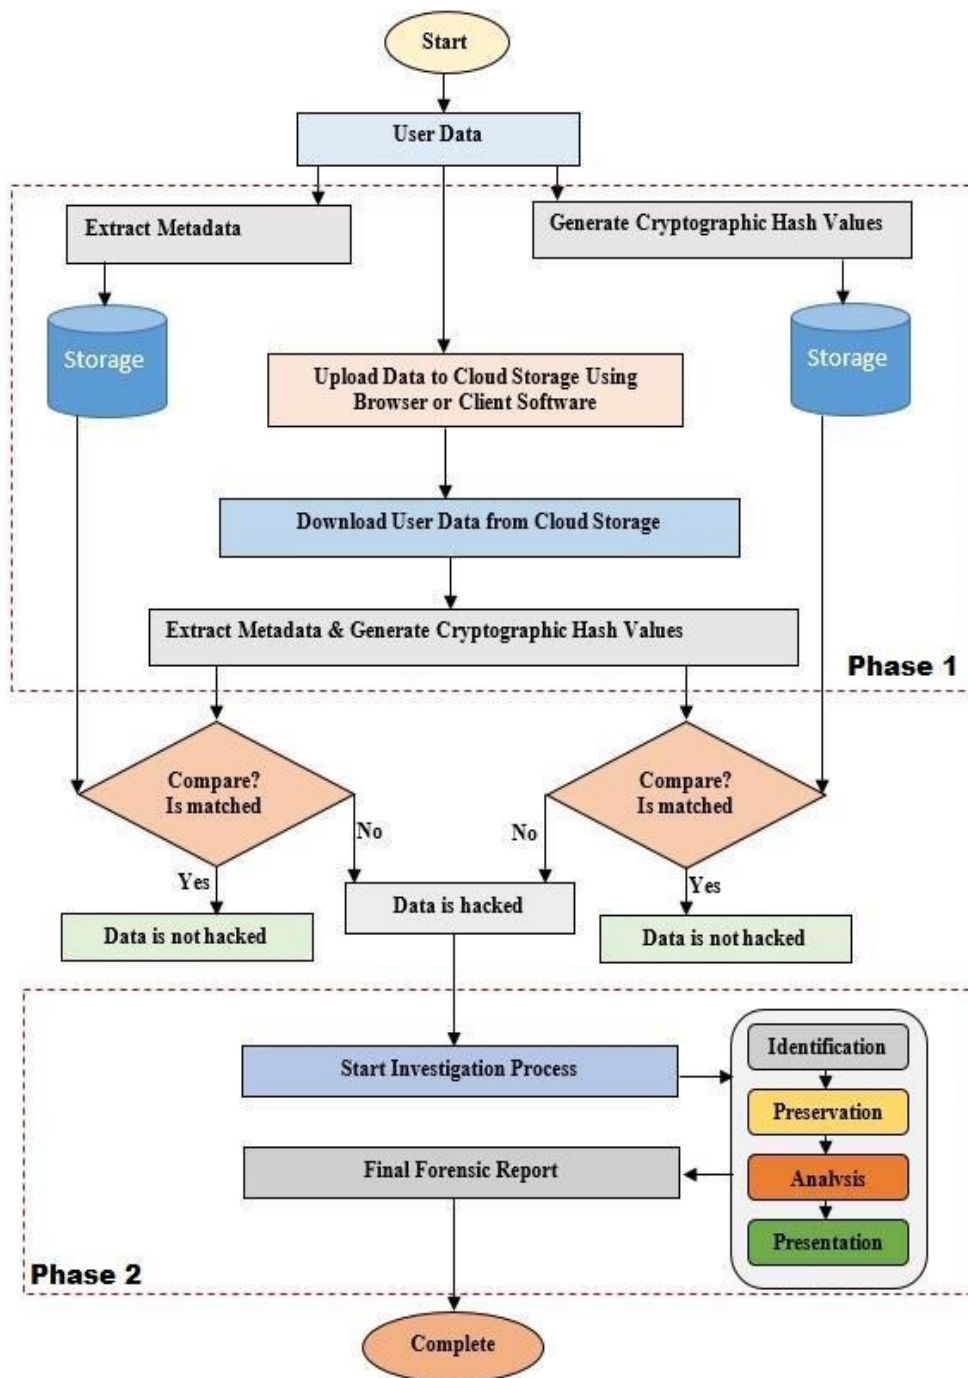 Start
User Data
Extract Metadata
Generate Cryptographic Hash Values
Storage
Storage
Upload Data to Cloud Storage Using
Browser or Client Software
Download User Data from Cloud Storage
Extract Metadata & Generate Cryptographic Hash Values
Phase 1
Compare?
Is matched
Compare?
Is matched
No
No
Yes
Yes
Data is hacked
Data is not hacked
Data is not hacked
Identification
Start Investigation Process
Preservation
Final Forensic Report
Analysis
Presentation
Phase 2
Complete